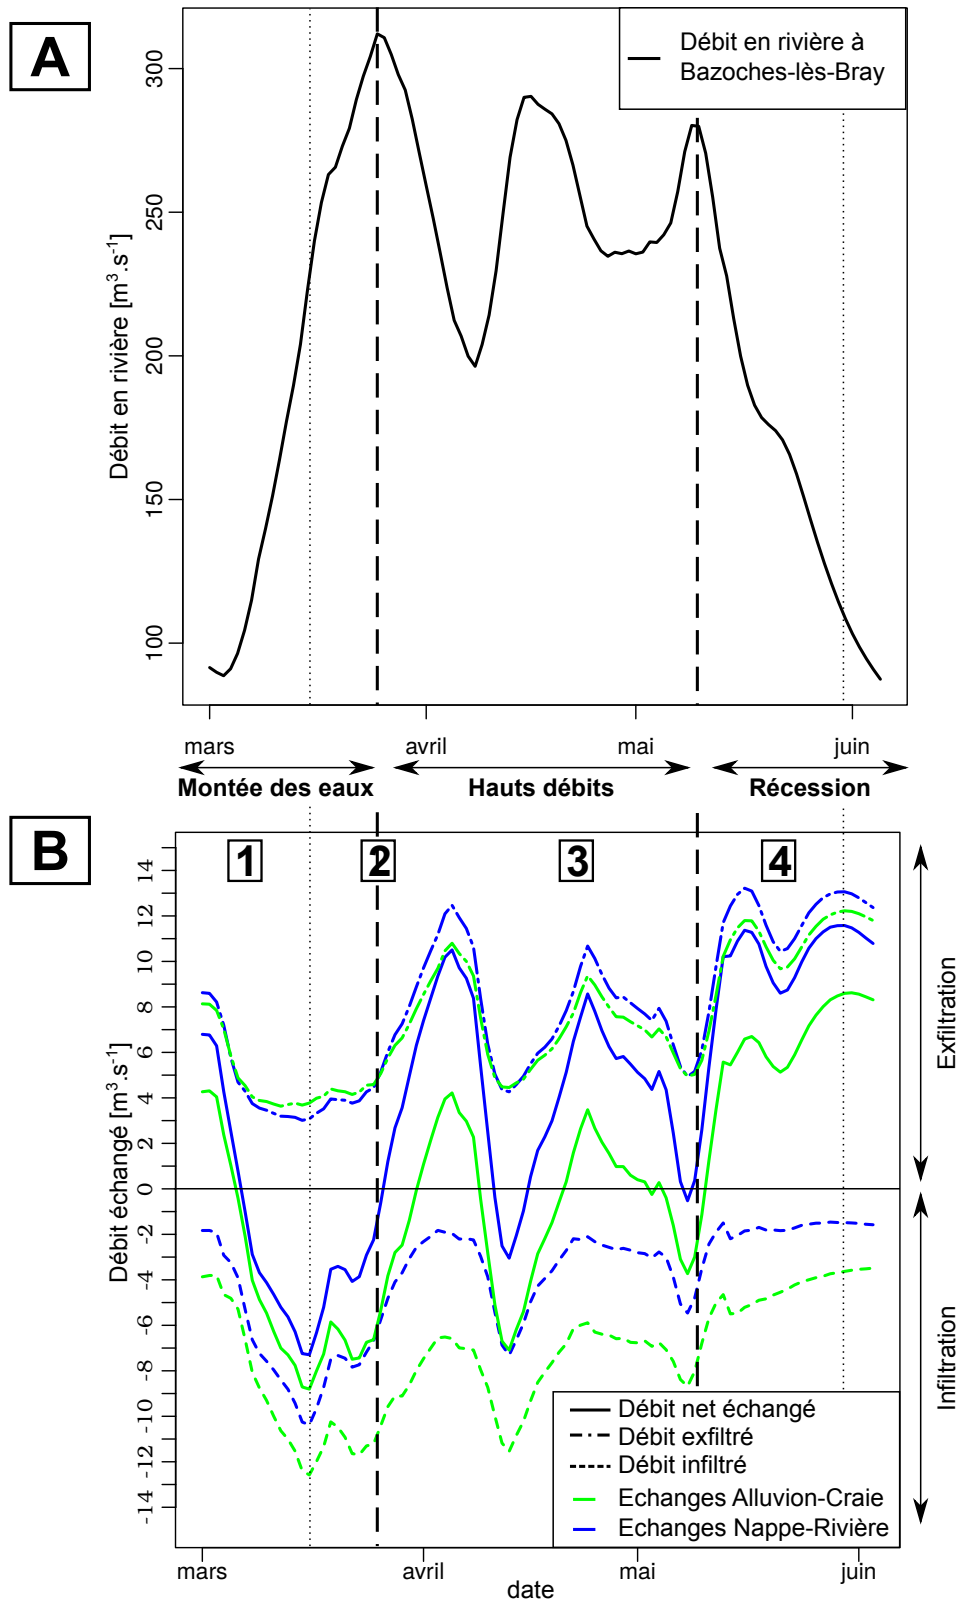 A
Débit en rivière à
Bazoches-lès-Bray
Débit en rivière [m³.s⁻¹]
300
250
200
150
100
mars avril mai juin
Montée des eaux Hauts débits Récession
B
1 2 3 4
Débit échangé [m³.s⁻¹]
14
12
10
8
6
4
2
0
-2
-4
-6
-8
-10
-12
-14
Exfiltration
Infiltration
Débit net échangé
Débit exfiltré
Débit infiltré
Echanges Alluvion-Craie
Echanges Nappe-Rivière
mars avril mai juin
date